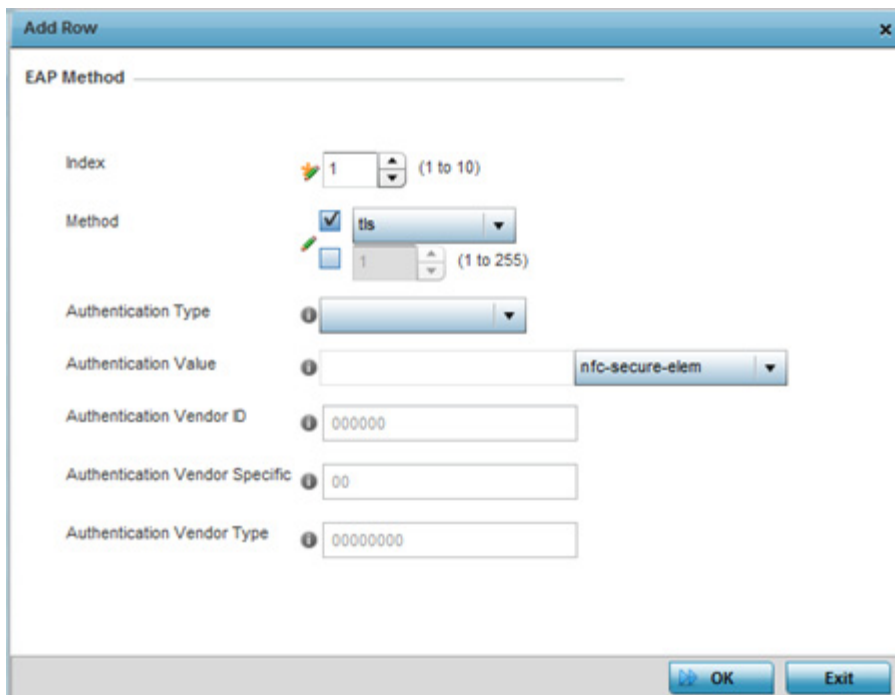 Add Row
EAP Method
Index 1 (1 to 10)
Method tls
1 (1 to 255)
Authentication Type
Authentication Value nfc-secure-elem
Authentication Vendor ID 000000
Authentication Vendor Specific 00
Authentication Vendor Type 00000000
OK Exit